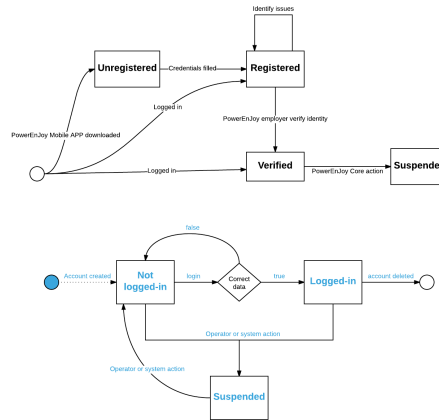 Identify issues
Unregistered
Credentials filled
Registered
Logged in
PowerEnJoy Mobile APP downloaded
PowerEnJoy employer verify identity
Logged in
Verified
PowerEnJoy Core action
Suspended
false
Account created
Not
logged-in
login
Correct
data
true
Logged-in
account deleted
Operator or system action
Operator or system action
Suspended